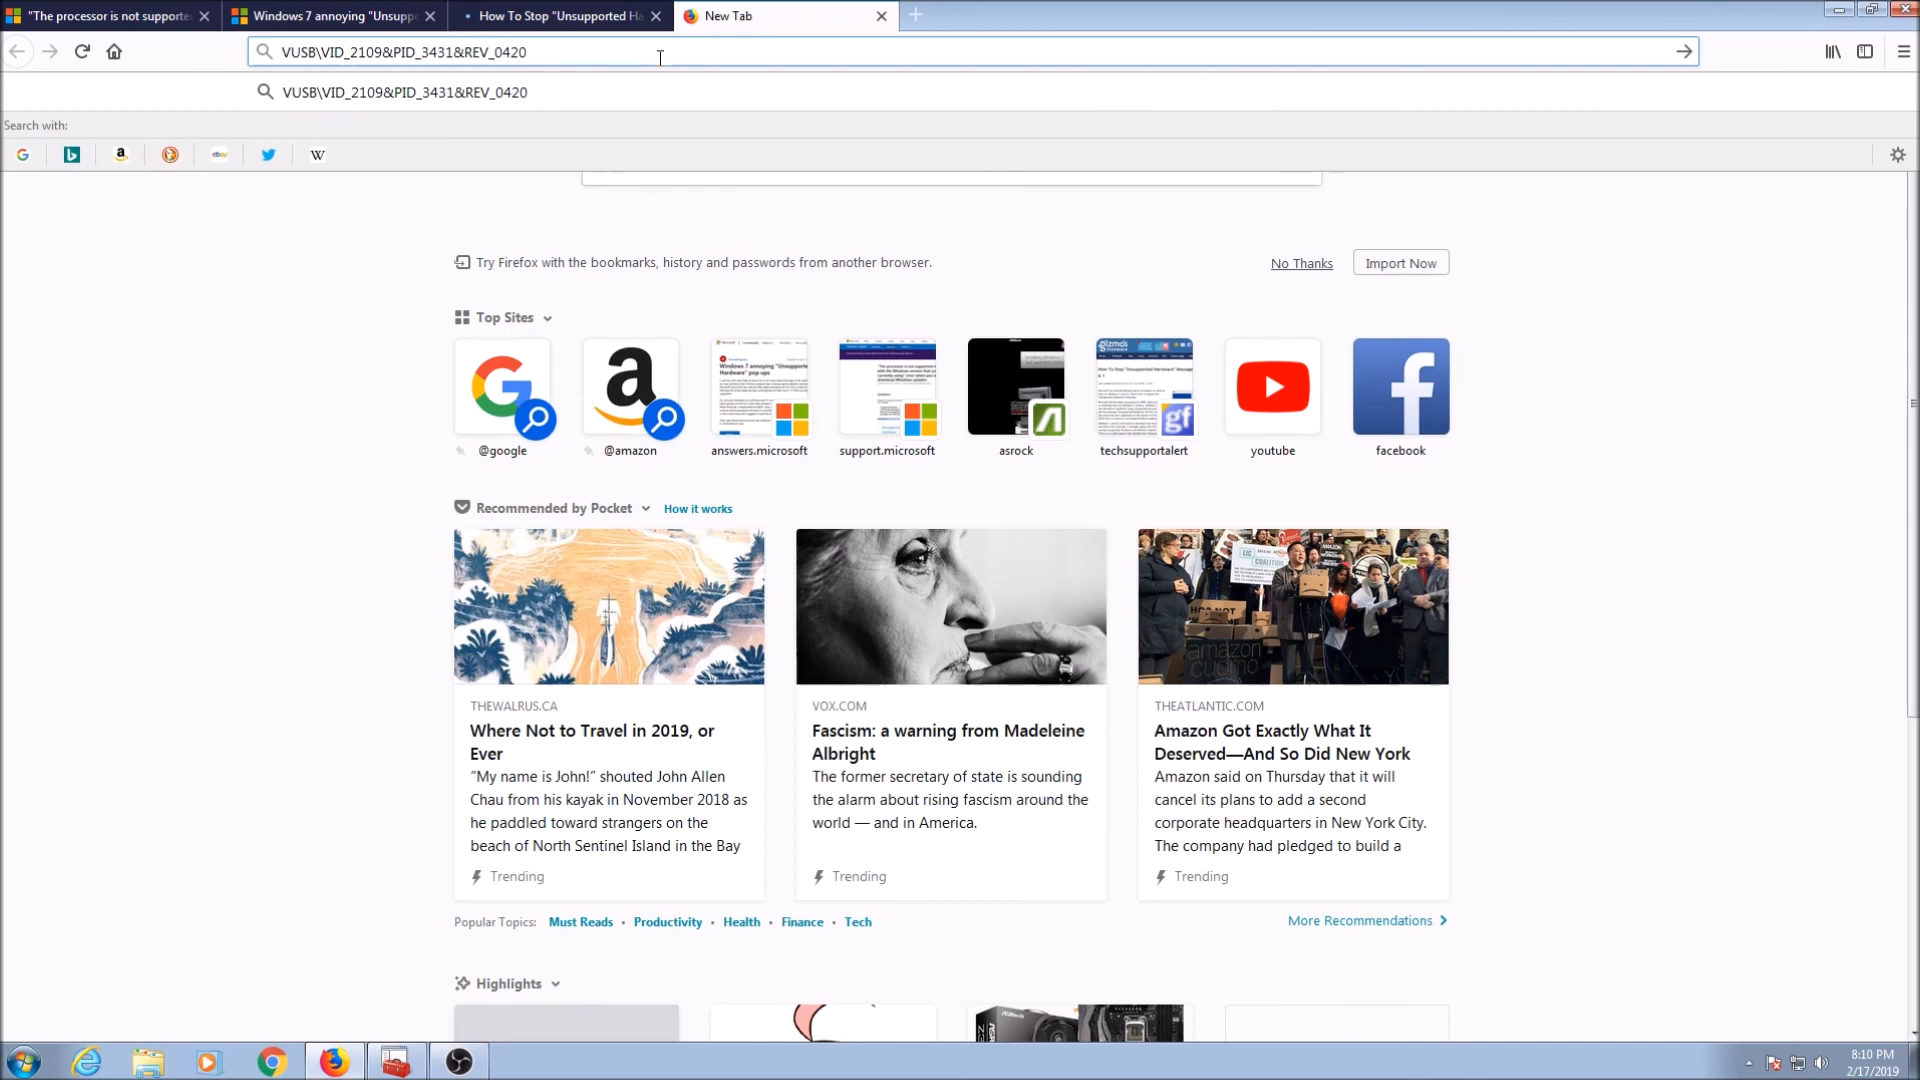 "The processor is not supporte
Windows 7 annoying "Unsupp
How To Stop "Unsupported Ha
New Tab
VUSB\VID_2109&PID_3431&REV_0420
VUSB\VID_2109&PID_3431&REV_0420
Search with:
Try Firefox with the bookmarks, history and passwords from another browser.
No Thanks
Import Now
Top Sites
@google
@amazon
answers.microsoft
support.microsoft
asrock
techsupportalert
youtube
facebook
Recommended by Pocket
How it works
THEWALRUS.CA
Where Not to Travel in 2019, or
Ever
“My name is John!” shouted John Allen
Chau from his kayak in November 2018 as
he paddled toward strangers on the
beach of North Sentinel Island in the Bay
Trending
VOX.COM
Fascism: a warning from Madeleine
Albright
The former secretary of state is sounding
the alarm about rising fascism around the
world — and in America.
Trending
THEATLANTIC.COM
Amazon Got Exactly What It
Deserved—And So Did New York
Amazon said on Thursday that it will
cancel its plans to add a second
corporate headquarters in New York City.
The company had pledged to build a
Trending
Popular Topics: Must Reads • Productivity • Health • Finance • Tech
More Recommendations
Highlights
8:10 PM
2/17/2019